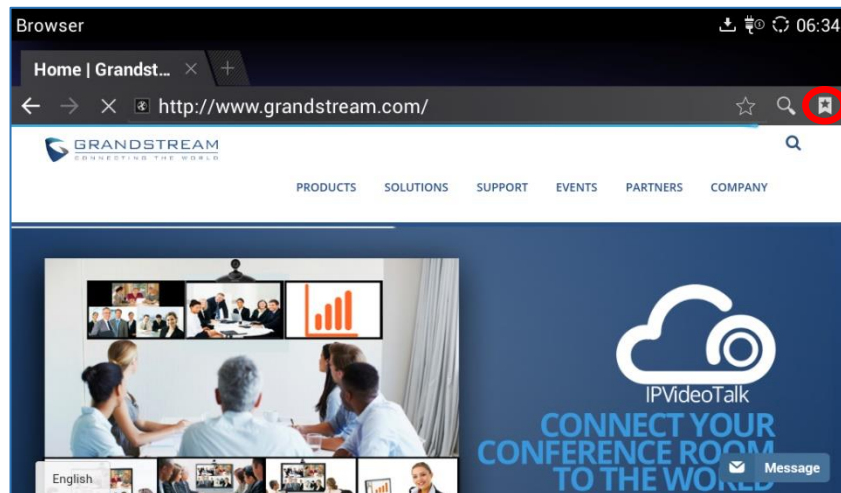 Browser
06:34
Home | Grandst...
http://www.grandstream.com/
GRANDSTREAM
CONNECTING THE WORLD
PRODUCTS SOLUTIONS SUPPORT EVENTS PARTNERS COMPANY
IPVideoTalk
CONNECT YOUR
CONFERENCE ROOM
TO THE WORLD
English
Message